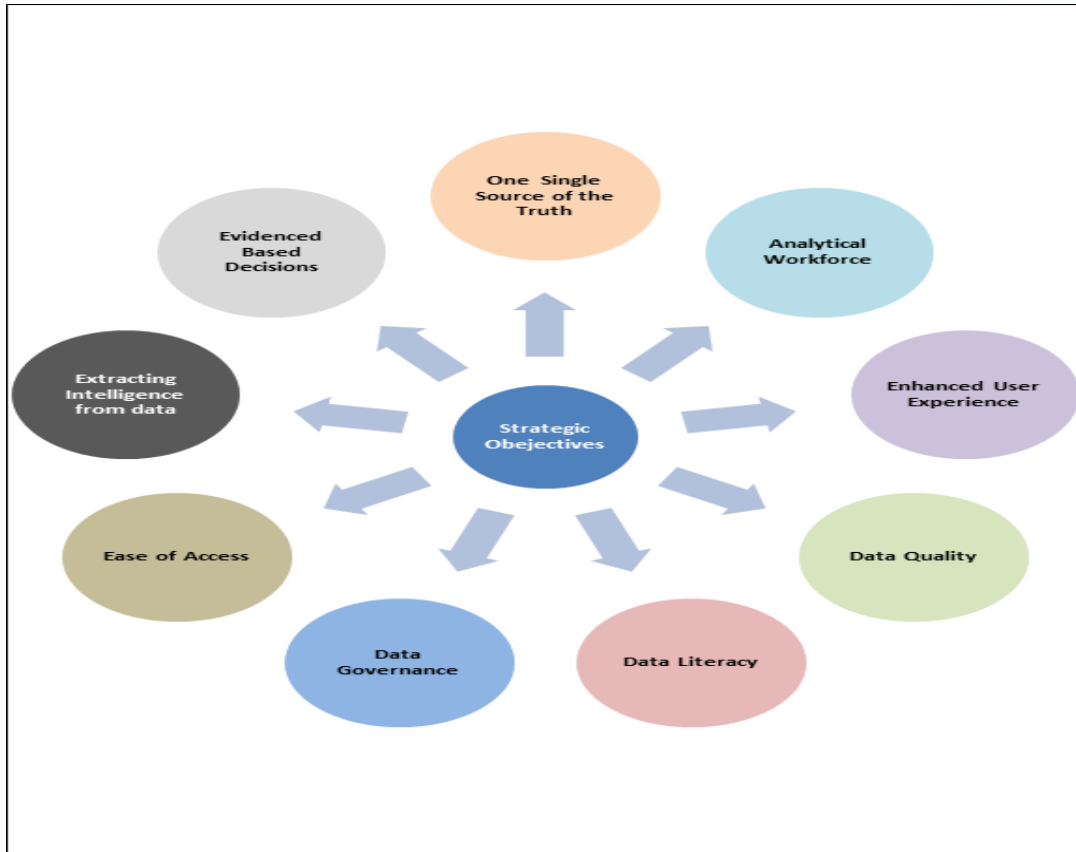 One Single
Source of the
Truth
Analytical
Workforce
Enhanced User
Experience
Data Quality
Data Literacy
Data
Governance
Ease of Access
Extracting
Intelligence
from data
Evidenced
Based
Decisions
Strategic
Obejectives